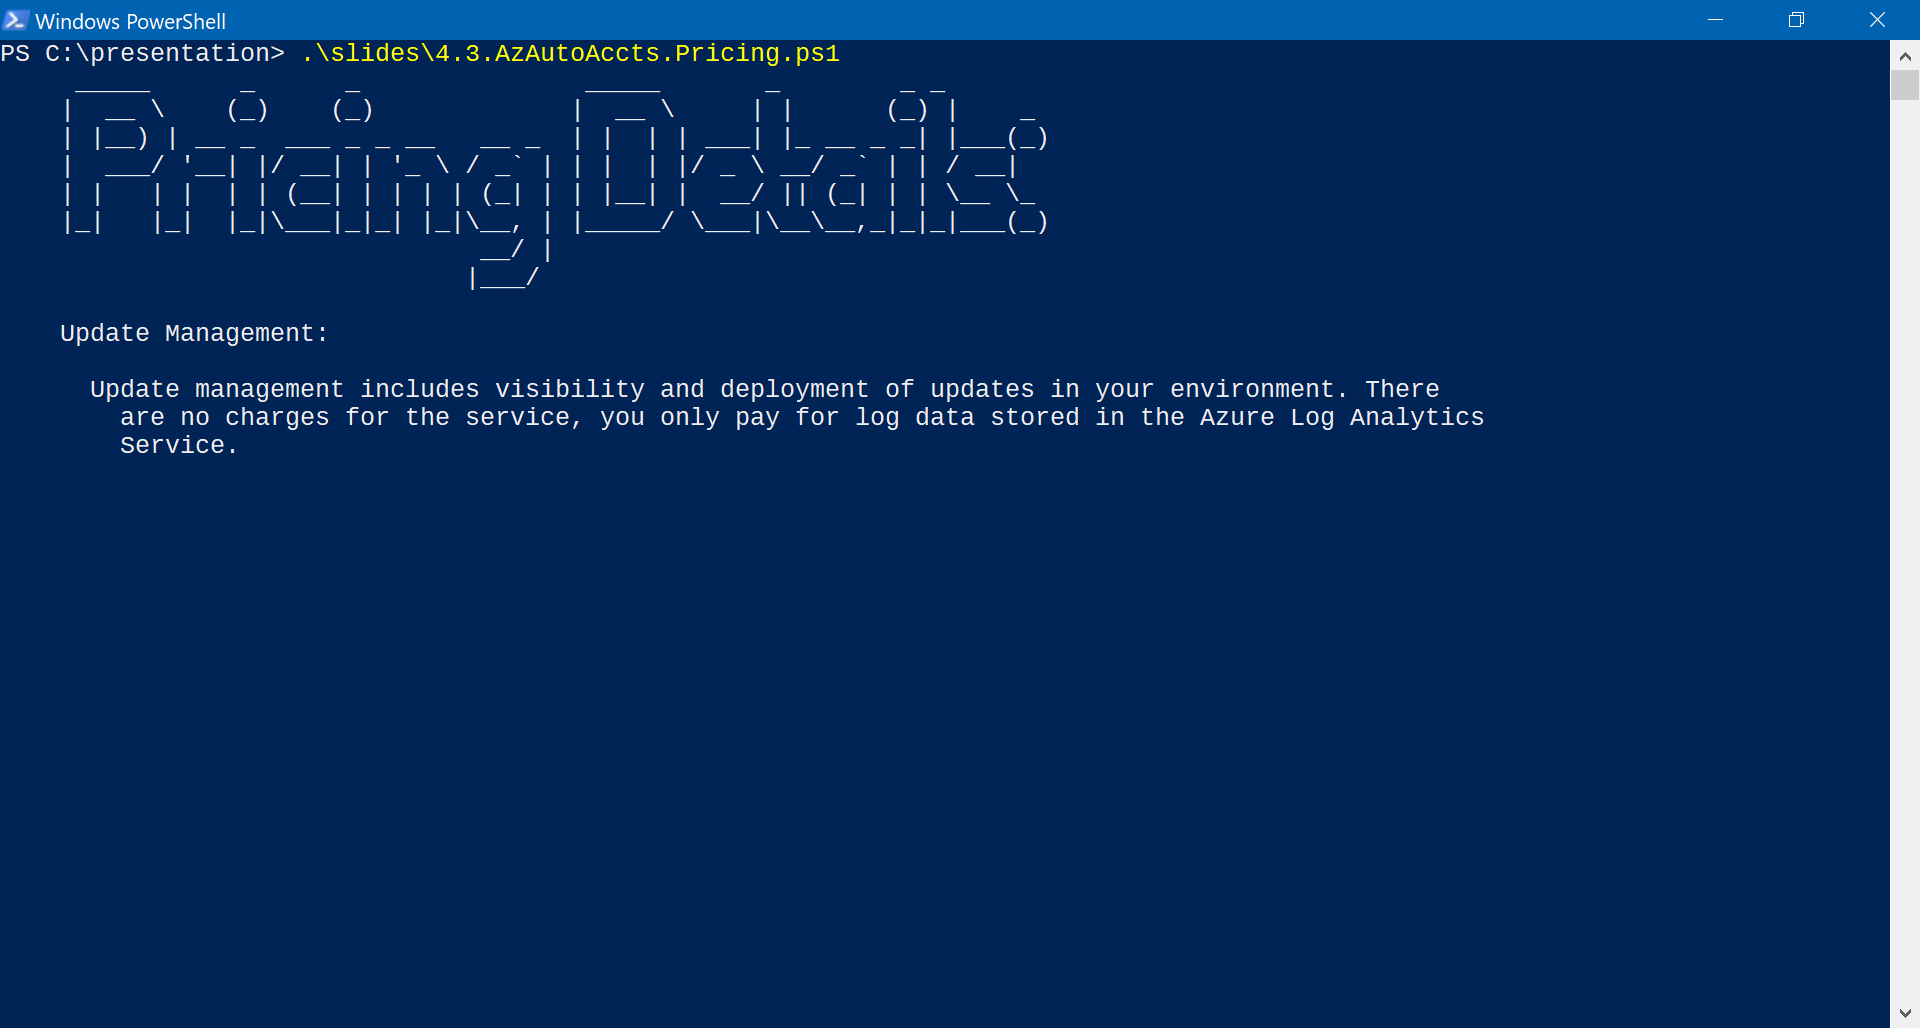 Windows PowerShell
PS C:\presentation> .\slides\4.3.AzAutoAccts.Pricing.ps1
Pricing Details:
Update Management:
Update management includes visibility and deployment of updates in your environment. There
are no charges for the service, you only pay for log data stored in the Azure Log Analytics
Service.